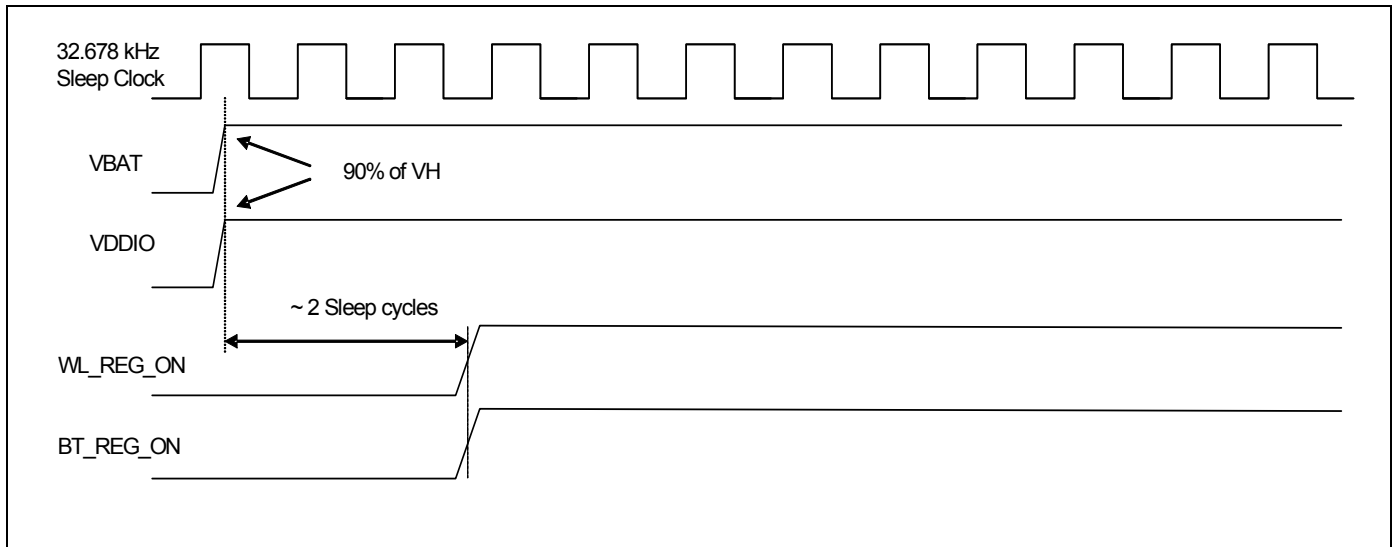 32.678 kHz
Sleep Clock
VBAT
90% of VH
VDDIO
~ 2 Sleep cycles
WL_REG_ON
BT_REG_ON